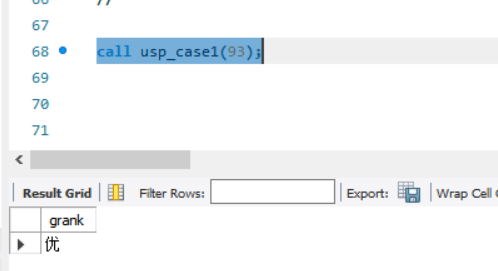 67
68 call usp_case1(93);
69
70
71
Result Grid Filter Rows: Export: Wrap Cell
grank
优